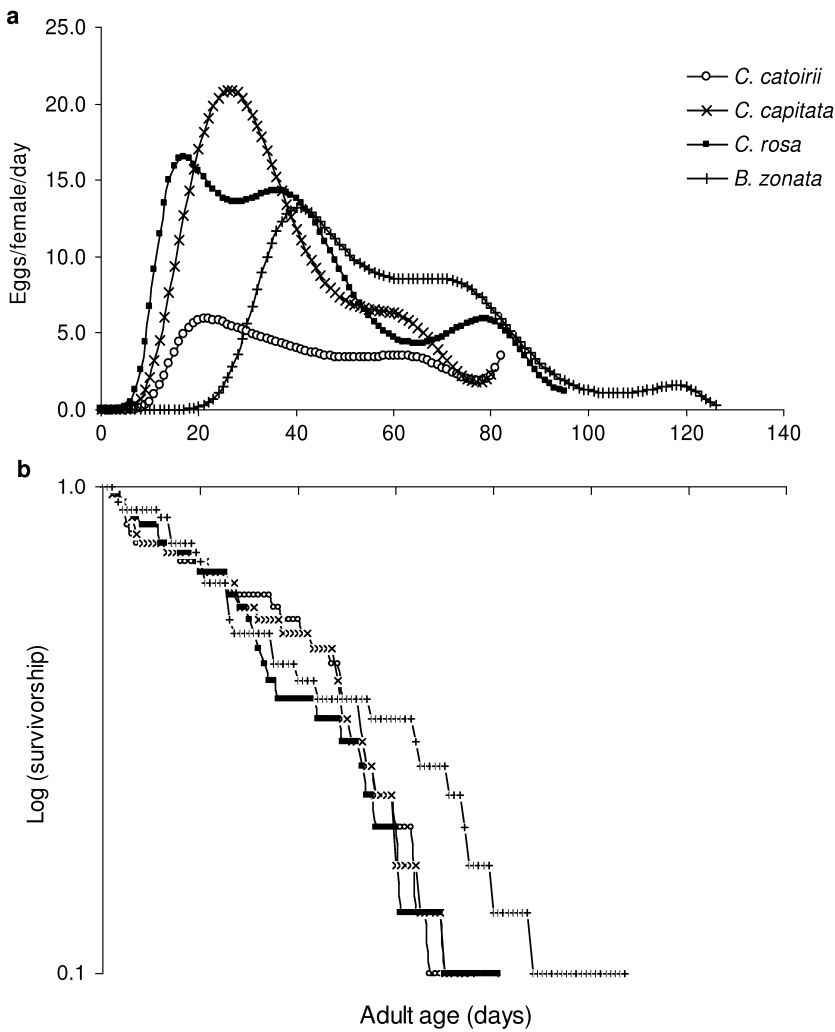 a
25.0
20.0
15.0
10.0
5.0
0.0
Eggs/female/day
C. catoirii
C. capitata
C. rosa
B. zonata
0 20 40 60 80 100 120 140
b
1.0
0.1
Log (survivorship)
Adult age (days)